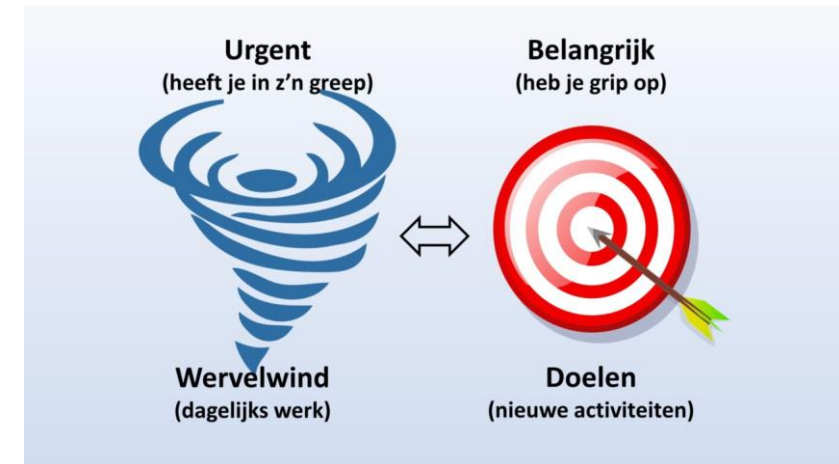 Urgent
(heeft je in z'n greep)
Belangrijk
(heb je grip op)
Wervelwind
(dagelijks werk)
Doelen
(nieuwe activiteiten)